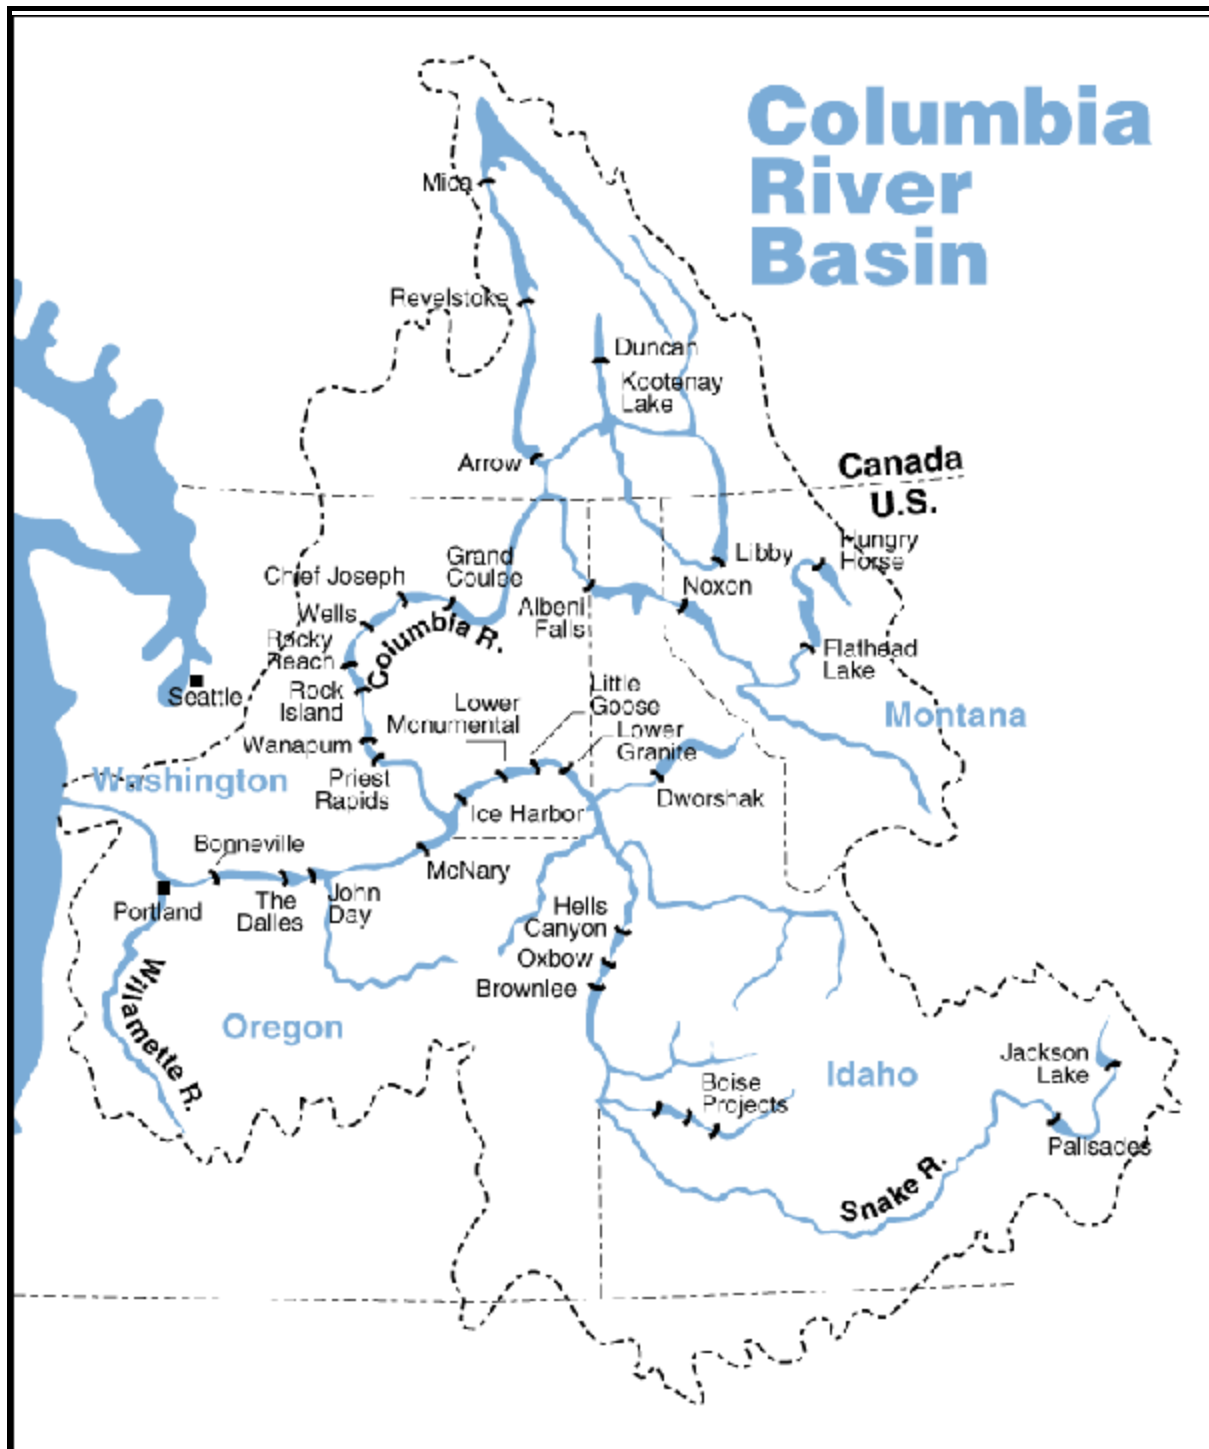 Columbia
River
Basin
Mica
Revelstoke
Duncan
Kootenay
Lake
Arrow
Canada
U.S.
Hungry
Horse
Libby
Noxon
Grand
Coulee
Chief Joseph
Albeni
Falls
Wells
Columbia R.
Rocky
Reach
Flathead
Lake
Seattle
Rock
Island
Little
Goose
Lower
Monumental
Lower
Granite
Montana
Wanapum
Washington
Priest
Rapids
Dworshak
Ice Harbor
Bonneville
McNary
Portland
The
Dalles
John
Day
Hells
Canyon
Oxbow
Brownlee
Willamette R.
Oregon
Jackson
Lake
Idaho
Boise
Projects
Palisades
Snake R.